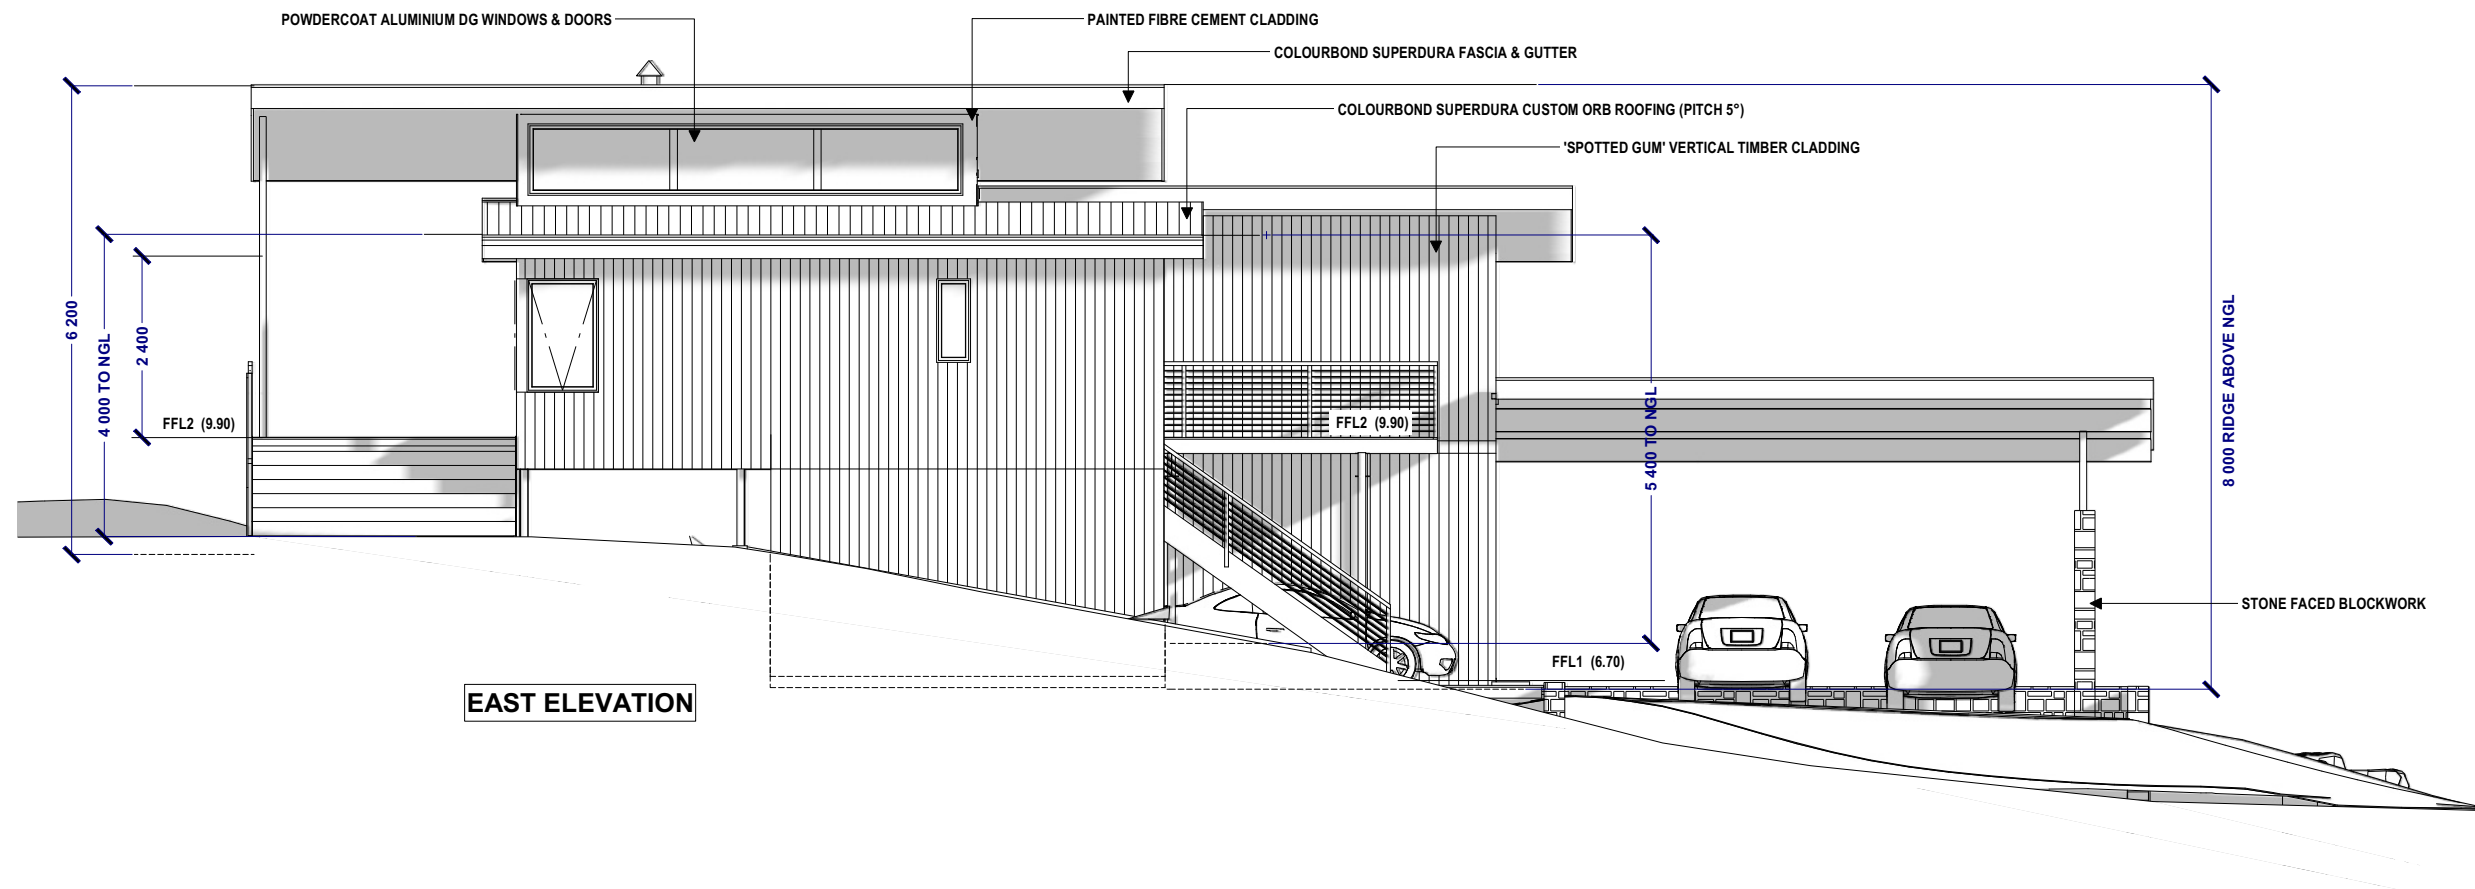 POWDERCOAT ALUMINIUM DG WINDOWS & DOORS
PAINTED FIBRE CEMENT CLADDING
COLOURBOND SUPERDURA FASCIA & GUTTER
COLOURBOND SUPERDURA CUSTOM ORB ROOFING (PITCH 5°)
'SPOTTED GUM' VERTICAL TIMBER CLADDING
6 200
4 000 TO NGL
2 400
FFL2 (9.90)
FFL2 (9.90)
5 400 TO NGL
8 000 RIDGE ABOVE NGL
STONE FACED BLOCKWORK
FFL1 (6.70)
EAST ELEVATION